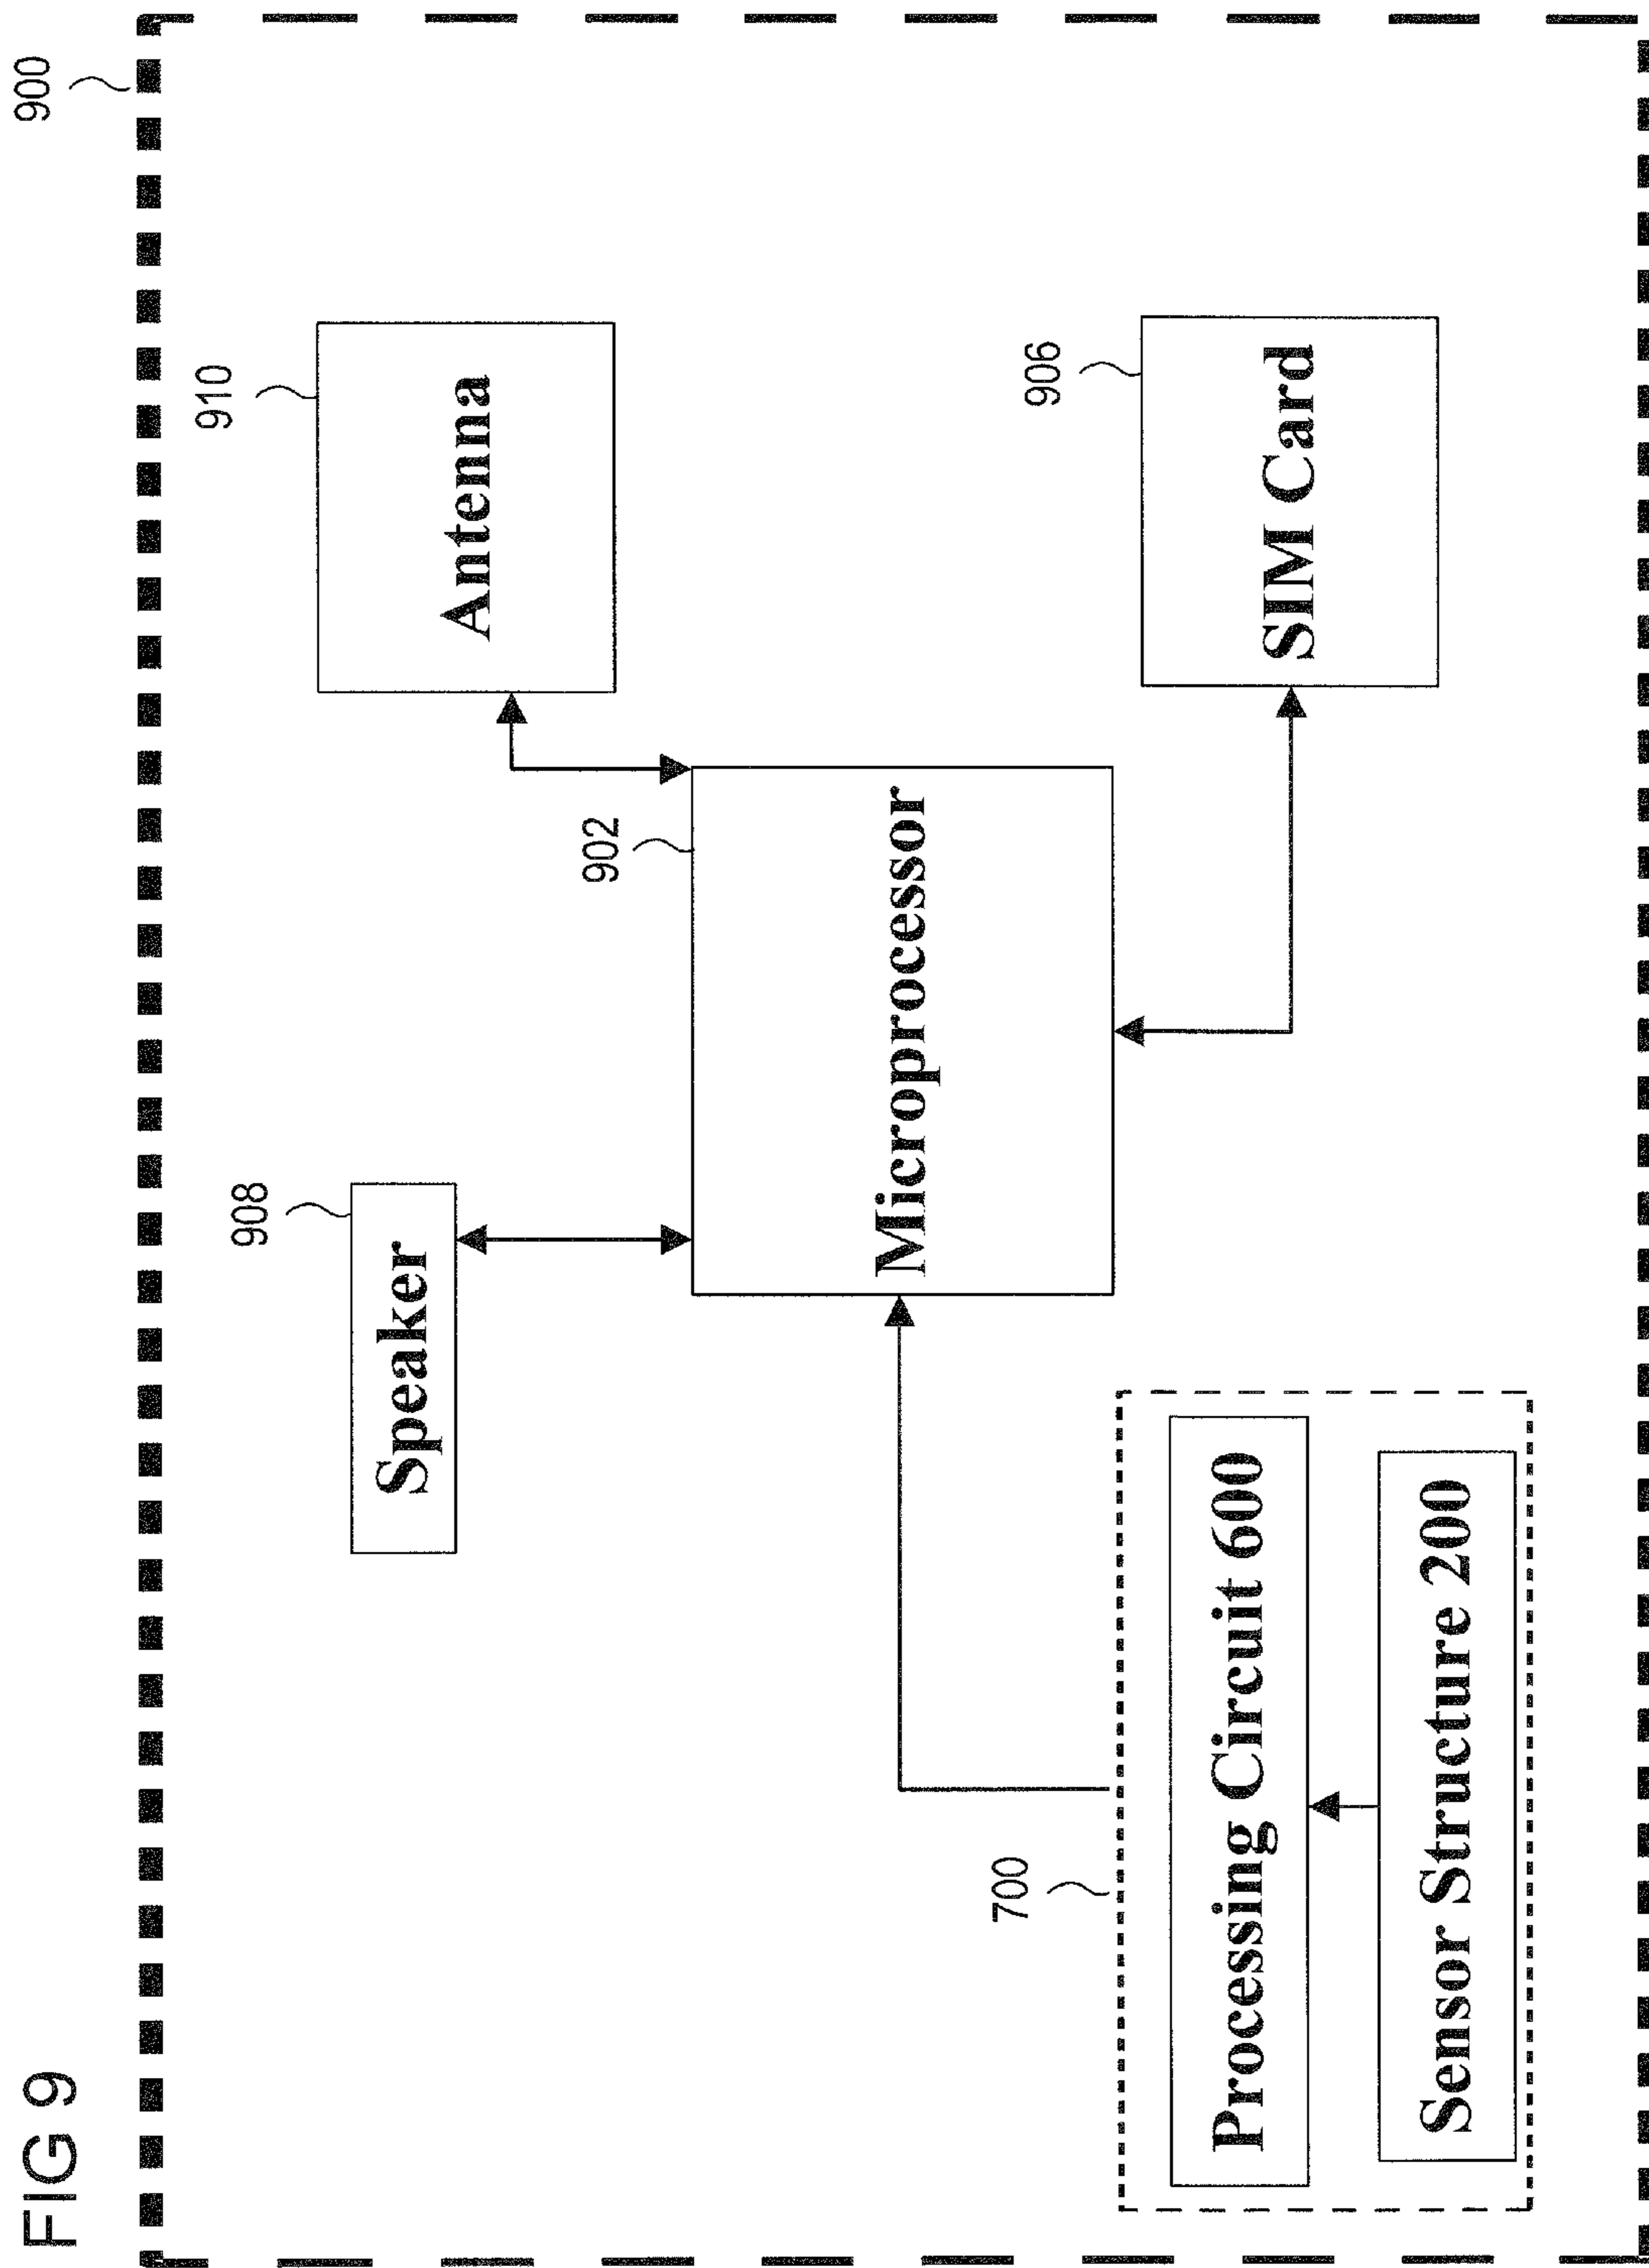 FIG 9
900
910
Antenna
908
Speaker
902
Microprocessor
906
SIM Card
700
Processing Circuit 600
Sensor Structure 200